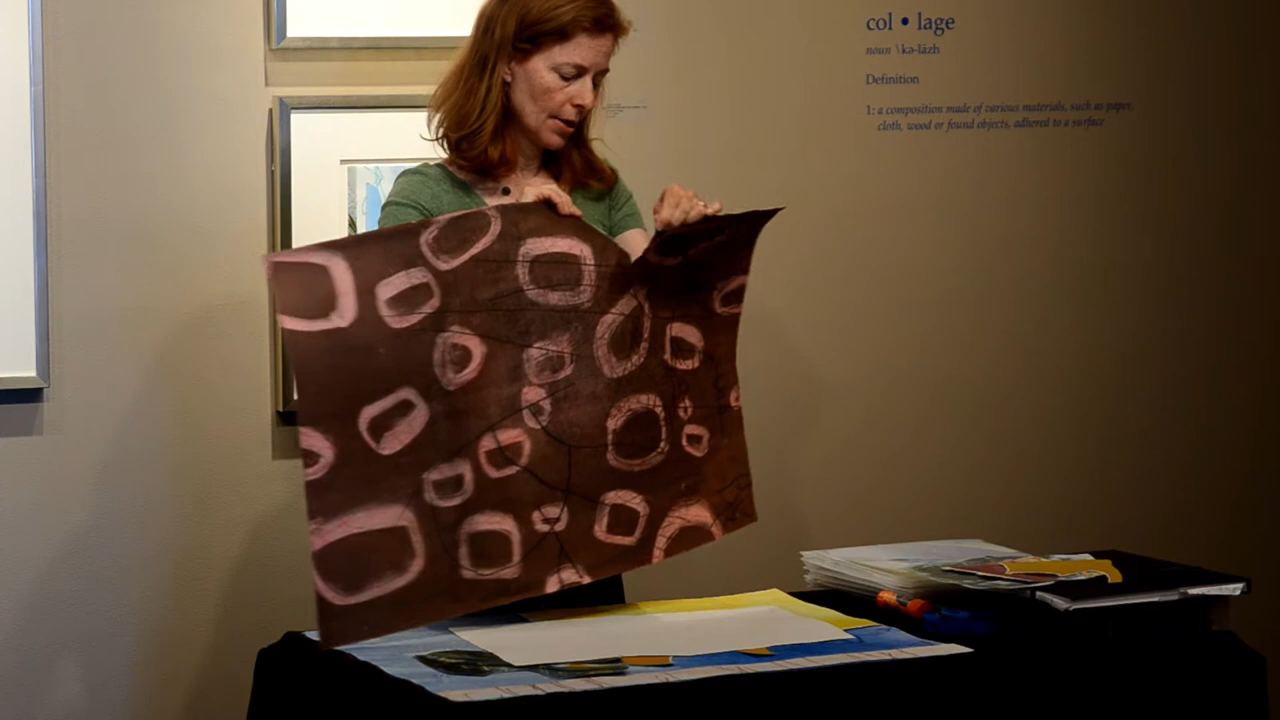 col • lage
noun \kə-läzh
Definition
1: a composition made of various materials, such as paper,
cloth, wood or found objects, adhered to a surface